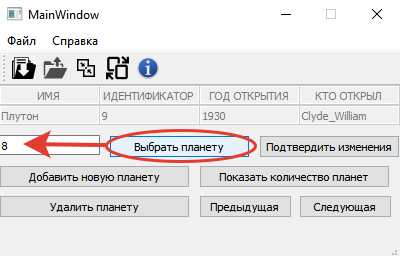 MainWindow
Файл Справка
ИМЯ ИДЕНТИФИКАТОР ГОД ОТКРЫТИЯ КТО ОТКРЫЛ
Плутон 9 1930 Clyde_William
8 Выбрать планету Подтвердить изменения
Добавить новую планету Показать количество планет
Удалить планету Предыдущая Следующая